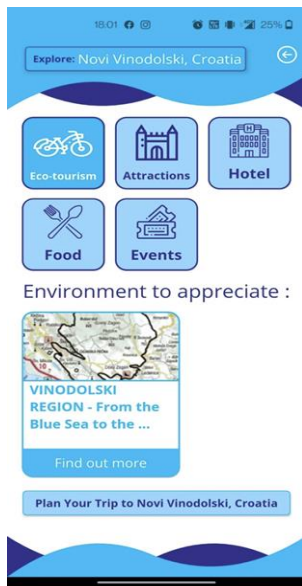 18:01
25%
Explore: Novi Vinodolski, Croatia
Eco-tourism
Attractions
Hotel
Food
Events
Environment to appreciate :
VINODOLSKI
REGION - From the
Blue Sea to the ...
Find out more
Plan Your Trip to Novi Vinodolski, Croatia